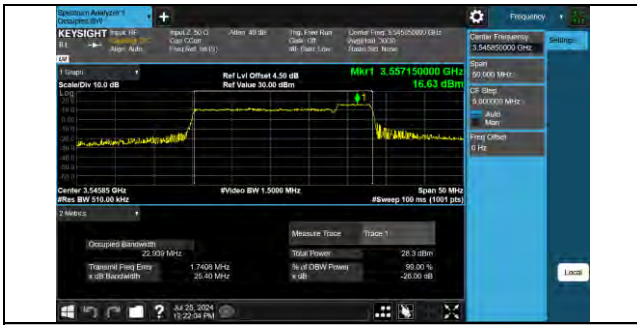 Spectrum Analyzer 1
Occupied BW
Frequency
KEYSIGHT Input: RF
Input Z: 50 Ω
Atten: 40 dB
Trig: Free Run
Center Freq: 3.545850000 GHz
Align: Auto
Gate: Off
Radio Std: None
Center Frequency
3.545850000 GHz
Settings
Span
50.000 MHz
CF Step
5.000000 MHz
Auto
Man
Freq Offset
0 Hz
1 Graph
Scale/Div 10.0 dB
Ref Lvl Offset 4.50 dB
Ref Value 30.00 dBm
Mkr1 3.557150000 GHz
16.63 dBm
Log
Center 3.54585 GHz
#Res BW 510.00 kHz
#Video BW 1.5000 MHz
Span 50 MHz
#Sweep 100 ms (1001 pts)
2 Metrics
Measure Trace
Trace 1
Occupied Bandwidth
22.939 MHz
Total Power
28.3 dBm
Transmit Freq Error
1.7408 MHz
% of OBW Power
99.00 %
x dB Bandwidth
25.40 MHz
x dB
-26.00 dB
Local
Jul 25, 2024
12:22:04 PM